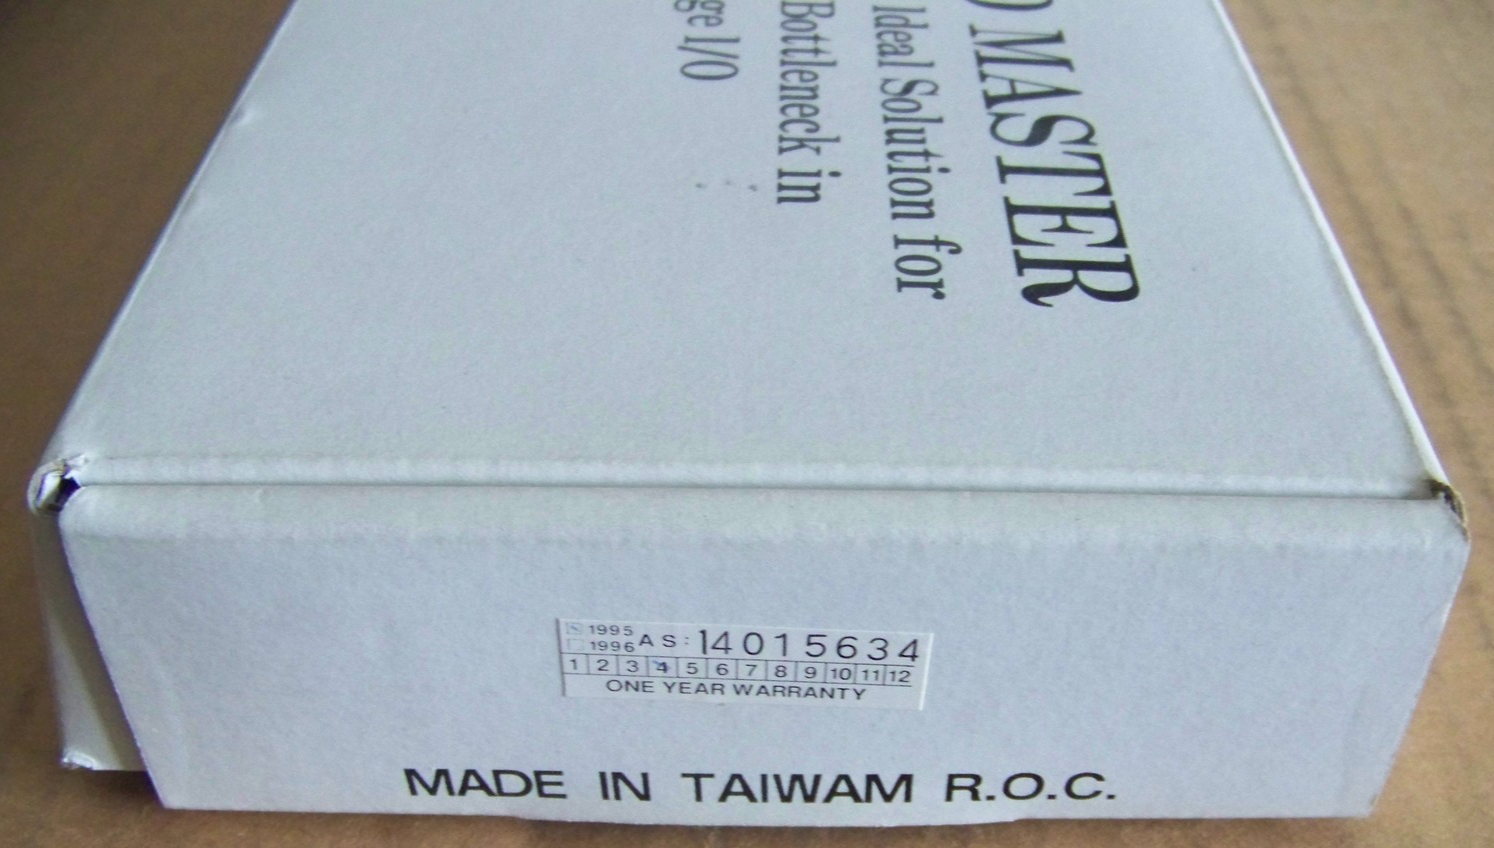 ) MASTER
Ideal Solution for
Bottleneck in
ge I/O
1995
1996 AS: 14015634
1 2 3 4 5 6 7 8 9 10 11 12
ONE YEAR WARRANTY
MADE IN TAIWAM R.O.C.